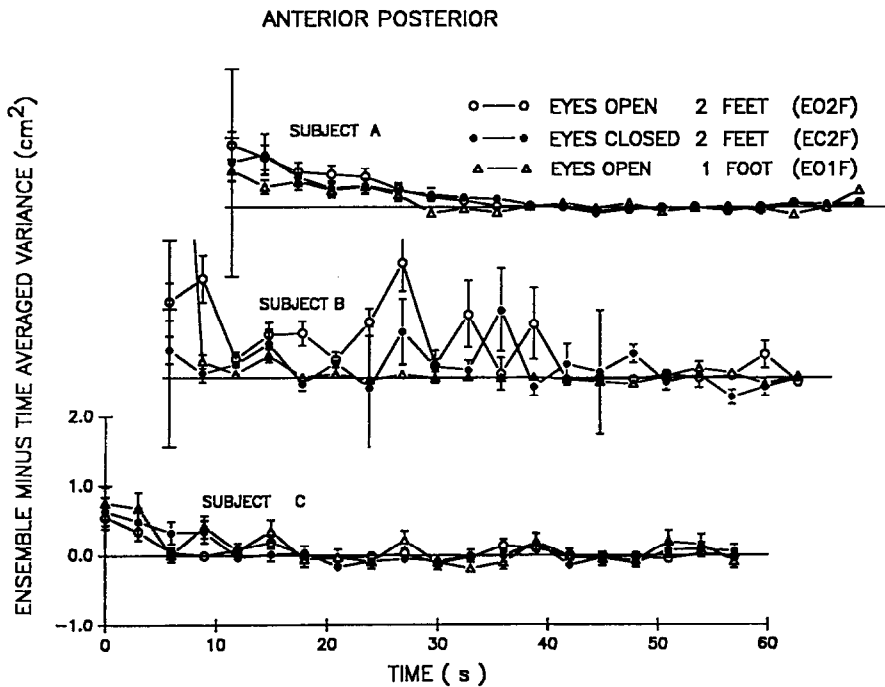 ANTERIOR POSTERIOR
ENSEMBLE MINUS TIME AVERAGED VARIANCE (cm²)
SUBJECT A
EYES OPEN 2 FEET (EO2F)
EYES CLOSED 2 FEET (EC2F)
EYES OPEN 1 FOOT (EO1F)
SUBJECT B
SUBJECT C
2.0
1.0
0.0
-1.0
0 10 20 30 40 50 60
TIME ( s )